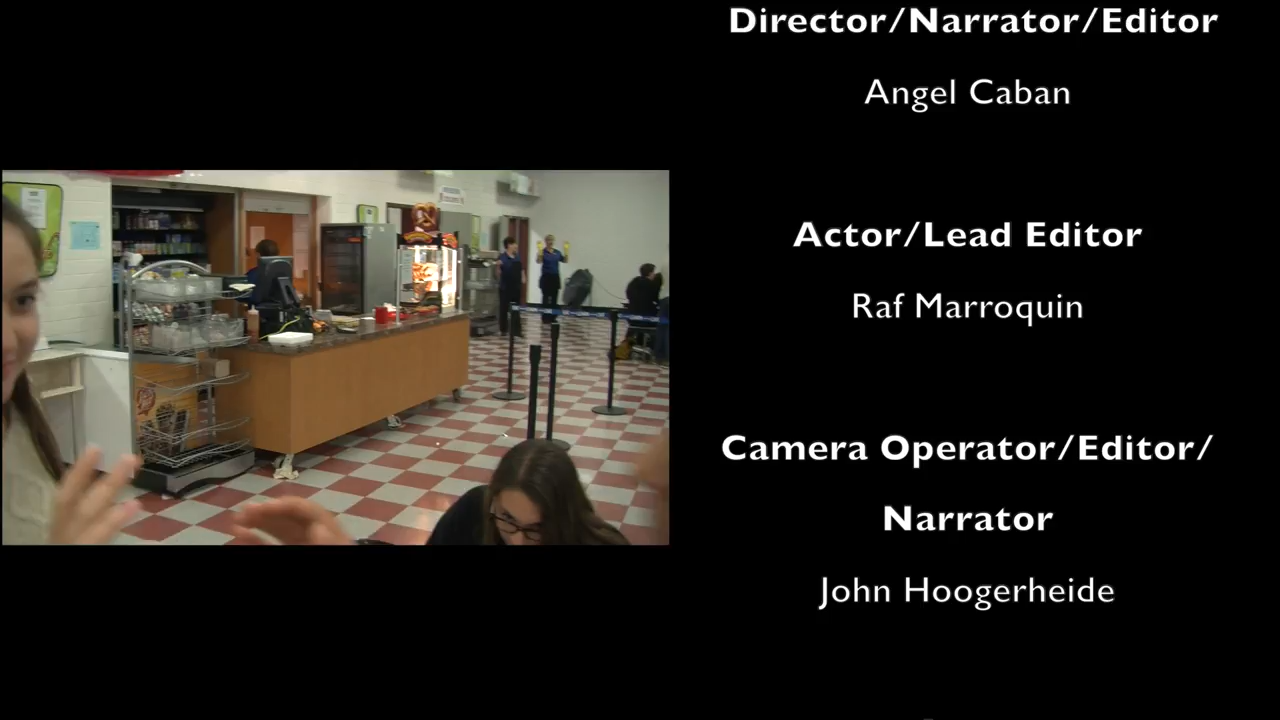 Director/Narrator/Editor
Angel Caban
Actor/Lead Editor
Raf Marroquin
Camera Operator/Editor/
Narrator
John Hoogerheide